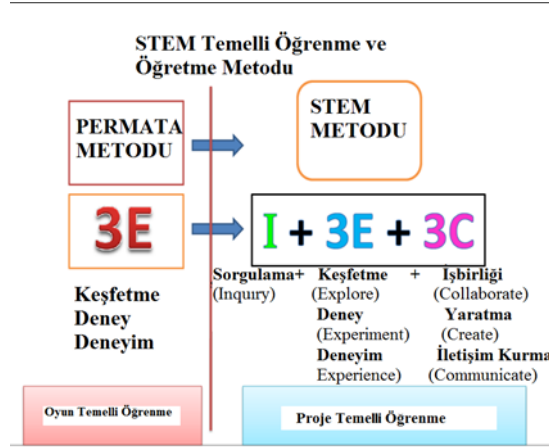 STEM Temelli Öğrenme ve
Öğretme Metodu
PERMATA
METODU
STEM
METODU
3E
I + 3E + 3C
Keşfetme
Deney
Deneyim
Sorgulama+
(Inquıry)
Keşfetme +
(Explore)
Deney
(Experiment)
Deneyim
Experience)
İşbirliği
(Collaborate)
Yaratma
(Create)
İletişim Kurma
(Communicate)
Oyun Temelli Öğrenme
Proje Temelli Öğrenme